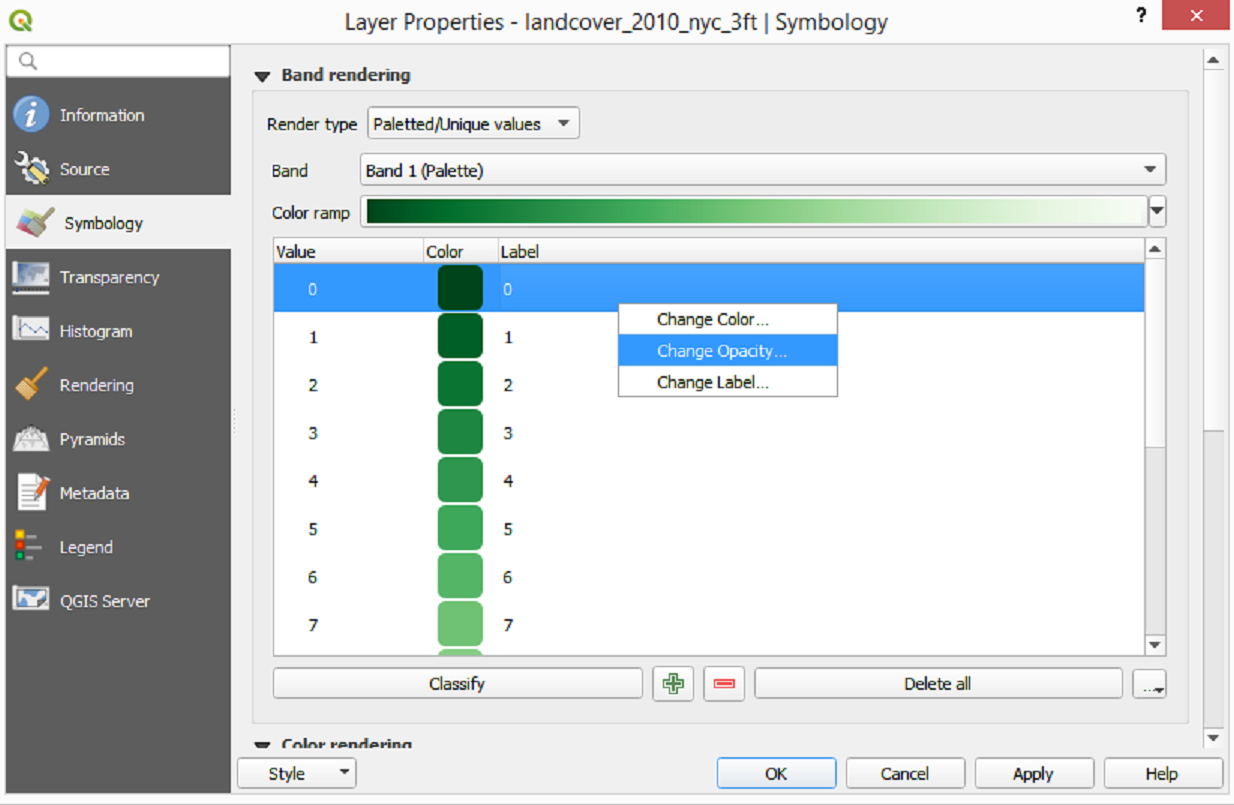 Layer Properties - landcover_2010_nyc_3ft | Symbology
?
Information
Source
Symbology
Transparency
Histogram
Rendering
Pyramids
Metadata
Legend
QGIS Server
Band rendering
Render type Paletted/Unique values
Band Band 1 (Palette)
Color ramp
Value Color Label
0 0
Change Color...
1 1
Change Opacity...
2 2
Change Label...
3 3
4 4
5 5
6 6
7 7
Classify Delete all ...
Color rendering
Style OK Cancel Apply Help